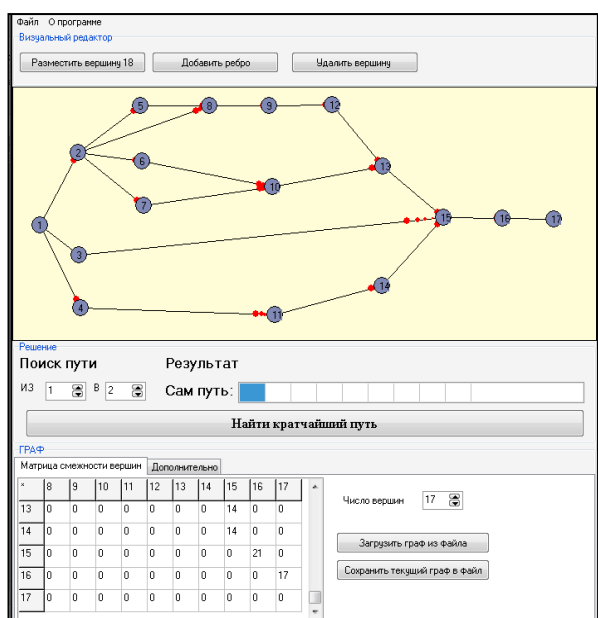 Файл О программе
Визуальный редактор
Разместить вершину 18 Добавить ребро Удалить вершину
5 8 9 12
2 6 13
10
7
1 15 16 17
3
14
4 11
Решение
Поиск пути Результат
ИЗ 1 В 2 Сам путь:
Найти кратчайший путь
ГРАФ
Матрица смежности вершин Дополнительно
* 8 9 10 11 12 13 14 15 16 17
Число вершин 17
13 0 0 0 0 0 0 0 14 0 0
14 0 0 0 0 0 0 0 14 0 0
Загрузить граф из файла
15 0 0 0 0 0 0 0 0 21 0
16 0 0 0 0 0 0 0 0 0 17
Сохранить текущий граф в файл
17 0 0 0 0 0 0 0 0 0 0